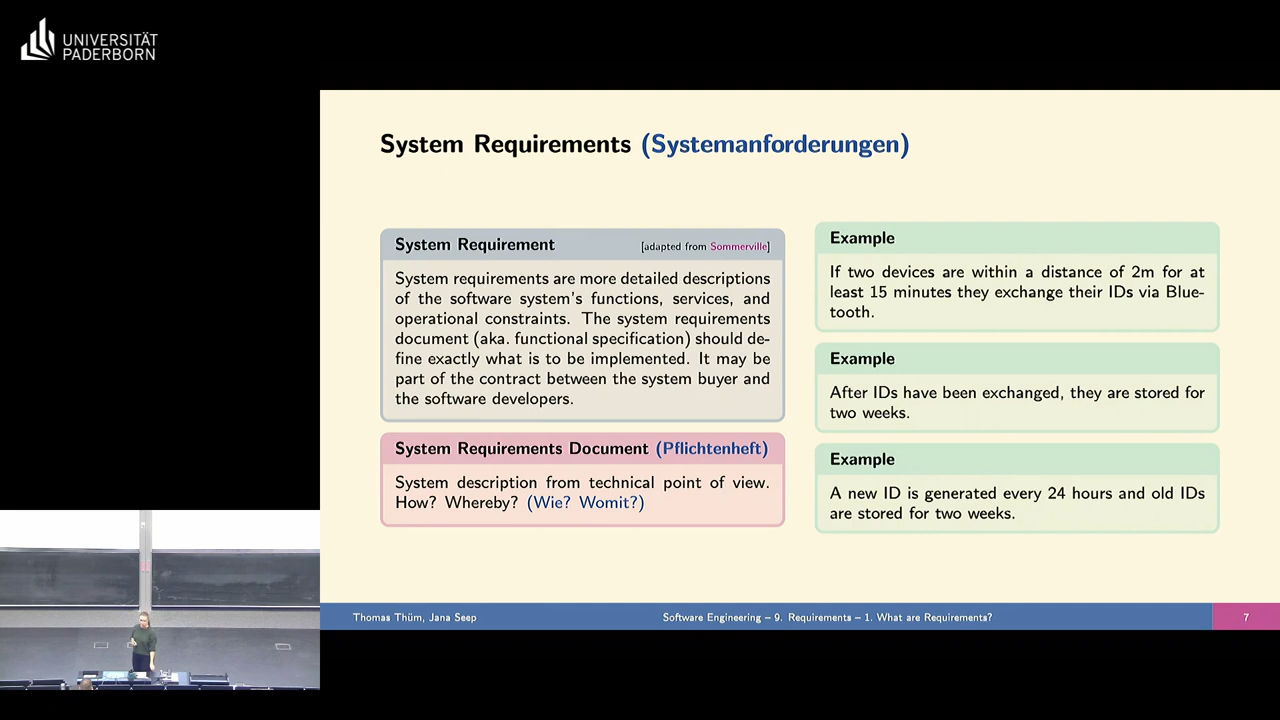 UNIVERSITÄT
PADERBORN
System Requirements (Systemanforderungen)
System Requirement [adapted from Sommerville]
System requirements are more detailed descriptions
of the software system's functions, services, and
operational constraints. The system requirements
document (aka. functional specification) should de-
fine exactly what is to be implemented. It may be
part of the contract between the system buyer and
the software developers.
System Requirements Document (Pflichtenheft)
System description from technical point of view.
How? Whereby? (Wie? Womit?)
Example
If two devices are within a distance of 2m for at
least 15 minutes they exchange their IDs via Blue-
tooth.
Example
After IDs have been exchanged, they are stored for
two weeks.
Example
A new ID is generated every 24 hours and old IDs
are stored for two weeks.
Thomas Thüm, Jana Seep
Software Engineering – 9. Requirements – 1. What are Requirements?
7